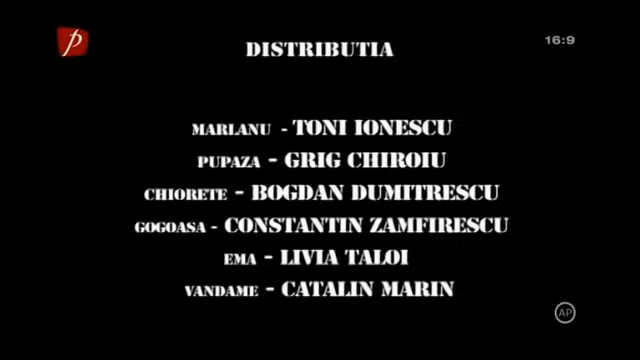 p
16:9
DISTRIBUTIA
MARLANU - TONI IONESCU
PUPAZA - GRIG CHIROIU
CHIORETE - BOGDAN DUMITRESCU
GOGOASA - CONSTANTIN ZAMFIRESCU
EMA - LIVIA TALOI
VANDAME - CATALIN MARIN
AP